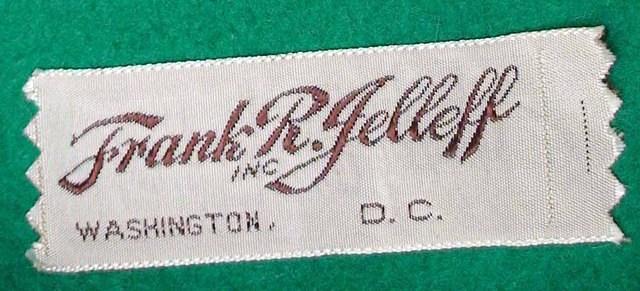 Frank R. Jelleff
INC
WASHINGTON, D. C.